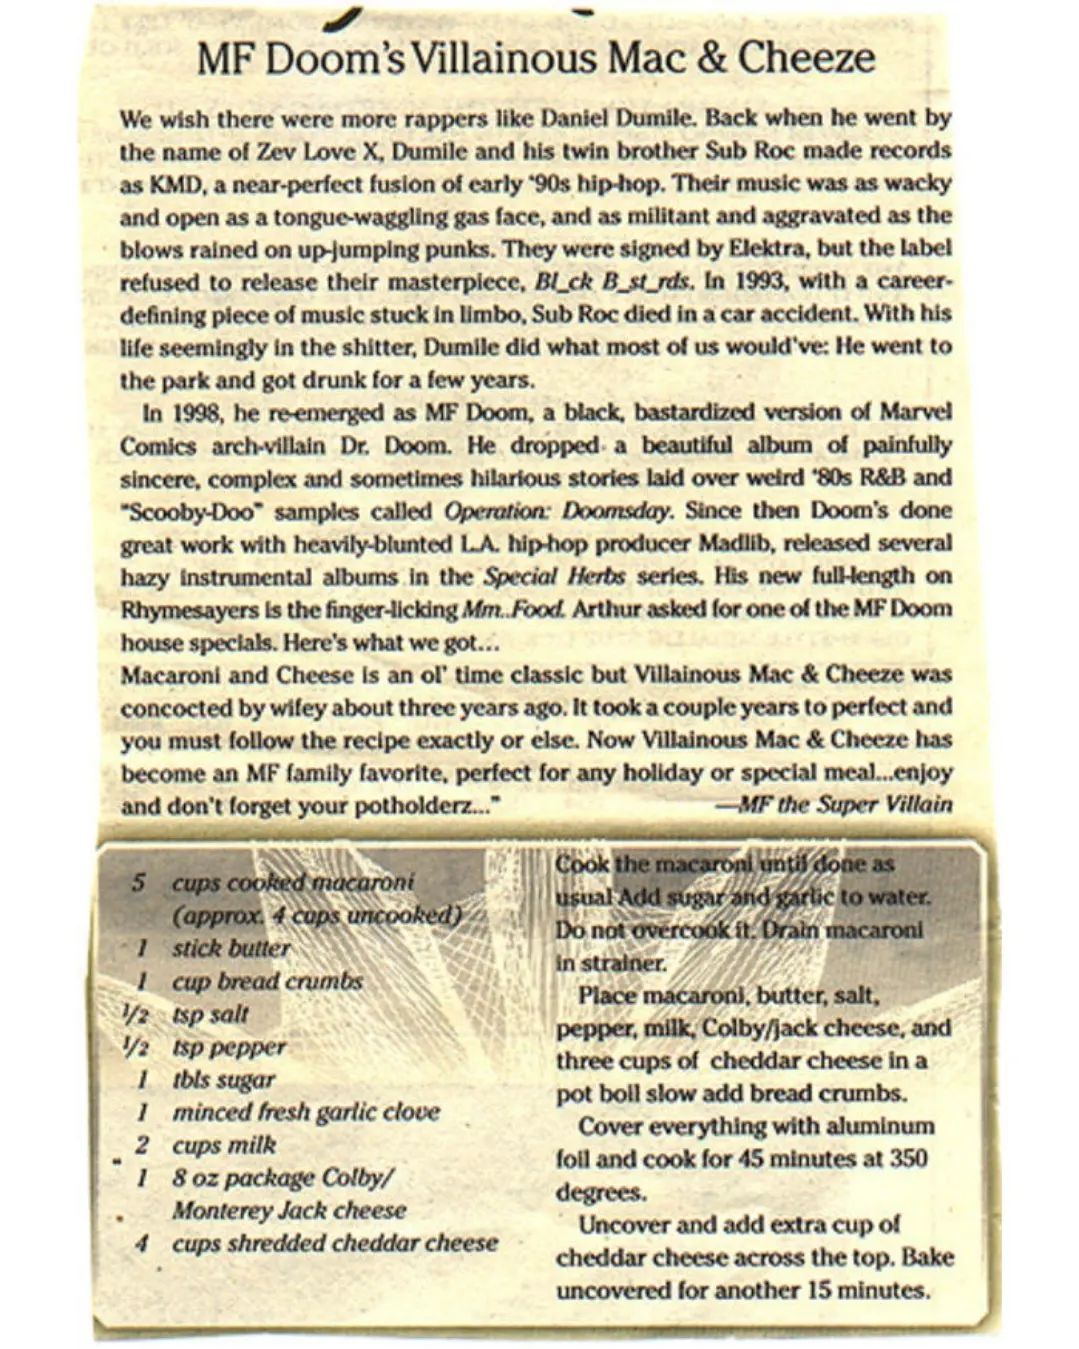 MF Doom's Villainous Mac & Cheeze
We wish there were more rappers like Daniel Dumile. Back when he went by
the name of Zev Love X, Dumile and his twin brother Sub Roc made records
as KMD, a near-perfect fusion of early '90s hip-hop. Their music was as wacky
and open as a tongue-waggling gas face, and as militant and aggravated as the
blows rained on up-jumping punks. They were signed by Elektra, but the label
refused to release their masterpiece, Bl_ck B_st_rds. In 1993, with a career-
defining piece of music stuck in limbo, Sub Roc died in a car accident. With his
life seemingly in the shitter, Dumile did what most of us would've: He went to
the park and got drunk for a few years.
In 1998, he re-emerged as MF Doom, a black, bastardized version of Marvel
Comics arch-villain Dr. Doom. He dropped a beautiful album of painfully
sincere, complex and sometimes hilarious stories laid over weird '80s R&B and
"Scooby-Doo" samples called Operation: Doomsday. Since then Doom's done
great work with heavily-blunted L.A. hip-hop producer Madlib, released several
hazy instrumental albums in the Special Herbs series. His new full-length on
Rhymesayers is the finger-licking Mm..Food. Arthur asked for one of the MF Doom
house specials. Here's what we got...
Macaroni and Cheese is an ol' time classic but Villainous Mac & Cheeze was
concocted by wifey about three years ago. It took a couple years to perfect and
you must follow the recipe exactly or else. Now Villainous Mac & Cheeze has
become an MF family favorite, perfect for any holiday or special meal...enjoy
and don't forget your potholderz..." —MF the Super Villain
5 cups cooked macaroni
(approx. 4 cups uncooked)
1 stick butter
1 cup bread crumbs
1/2 tsp salt
1/2 tsp pepper
1 tbls sugar
1 minced fresh garlic clove
2 cups milk
1 8 oz package Colby/
Monterey Jack cheese
4 cups shredded cheddar cheese
Cook the macaroni until done as
usual Add sugar and garlic to water.
Do not overcook it. Drain macaroni
in strainer.
Place macaroni, butter, salt,
pepper, milk, Colby/jack cheese, and
three cups of cheddar cheese in a
pot boil slow add bread crumbs.
Cover everything with aluminum
foil and cook for 45 minutes at 350
degrees.
Uncover and add extra cup of
cheddar cheese across the top. Bake
uncovered for another 15 minutes.